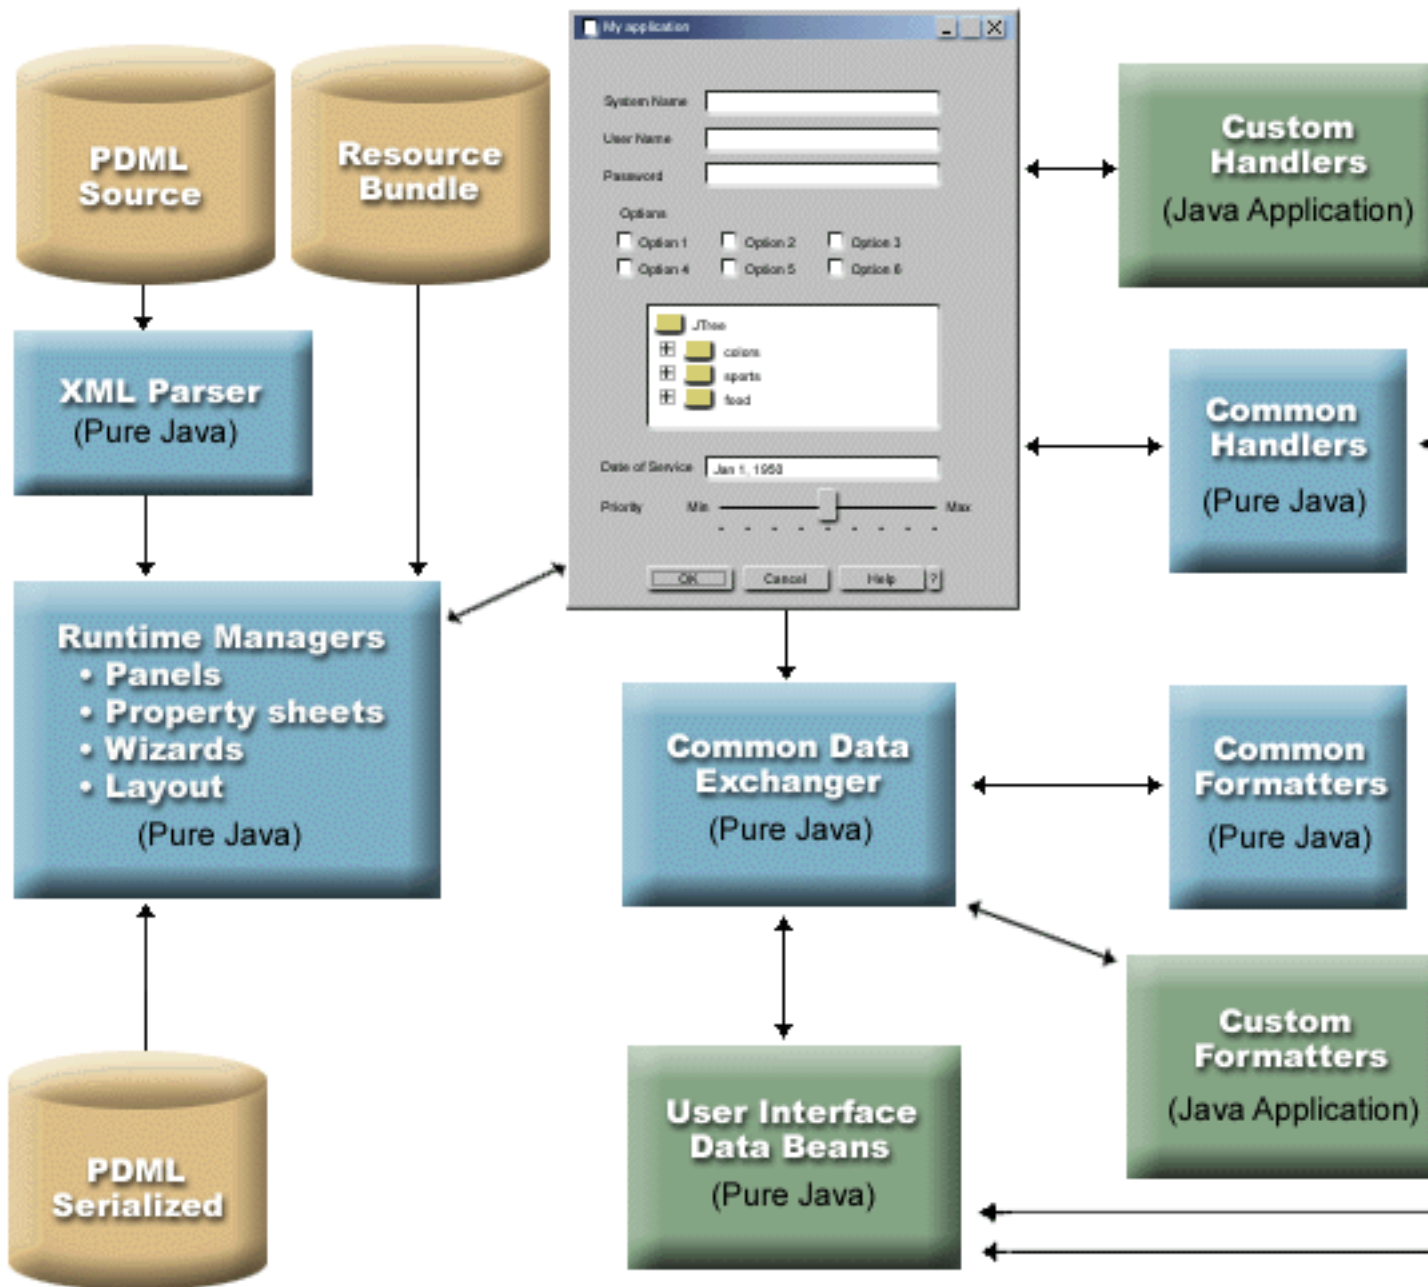 PDML
Source
Resource
Bundle
XML Parser
(Pure Java)
Runtime Managers
• Panels
• Property sheets
• Wizards
• Layout
(Pure Java)
PDML
Serialized
My application
System Name
User Name
Password
Options
Option 1
Option 2
Option 3
Option 4
Option 5
Option 6
JTree
colors
sports
food
Date of Service
Jan 1, 1950
Priority
Min
Max
OK
Cancel
Help
?
Common Data
Exchanger
(Pure Java)
User Interface
Data Beans
(Pure Java)
Custom
Handlers
(Java Application)
Common
Handlers
(Pure Java)
Common
Formatters
(Pure Java)
Custom
Formatters
(Java Application)